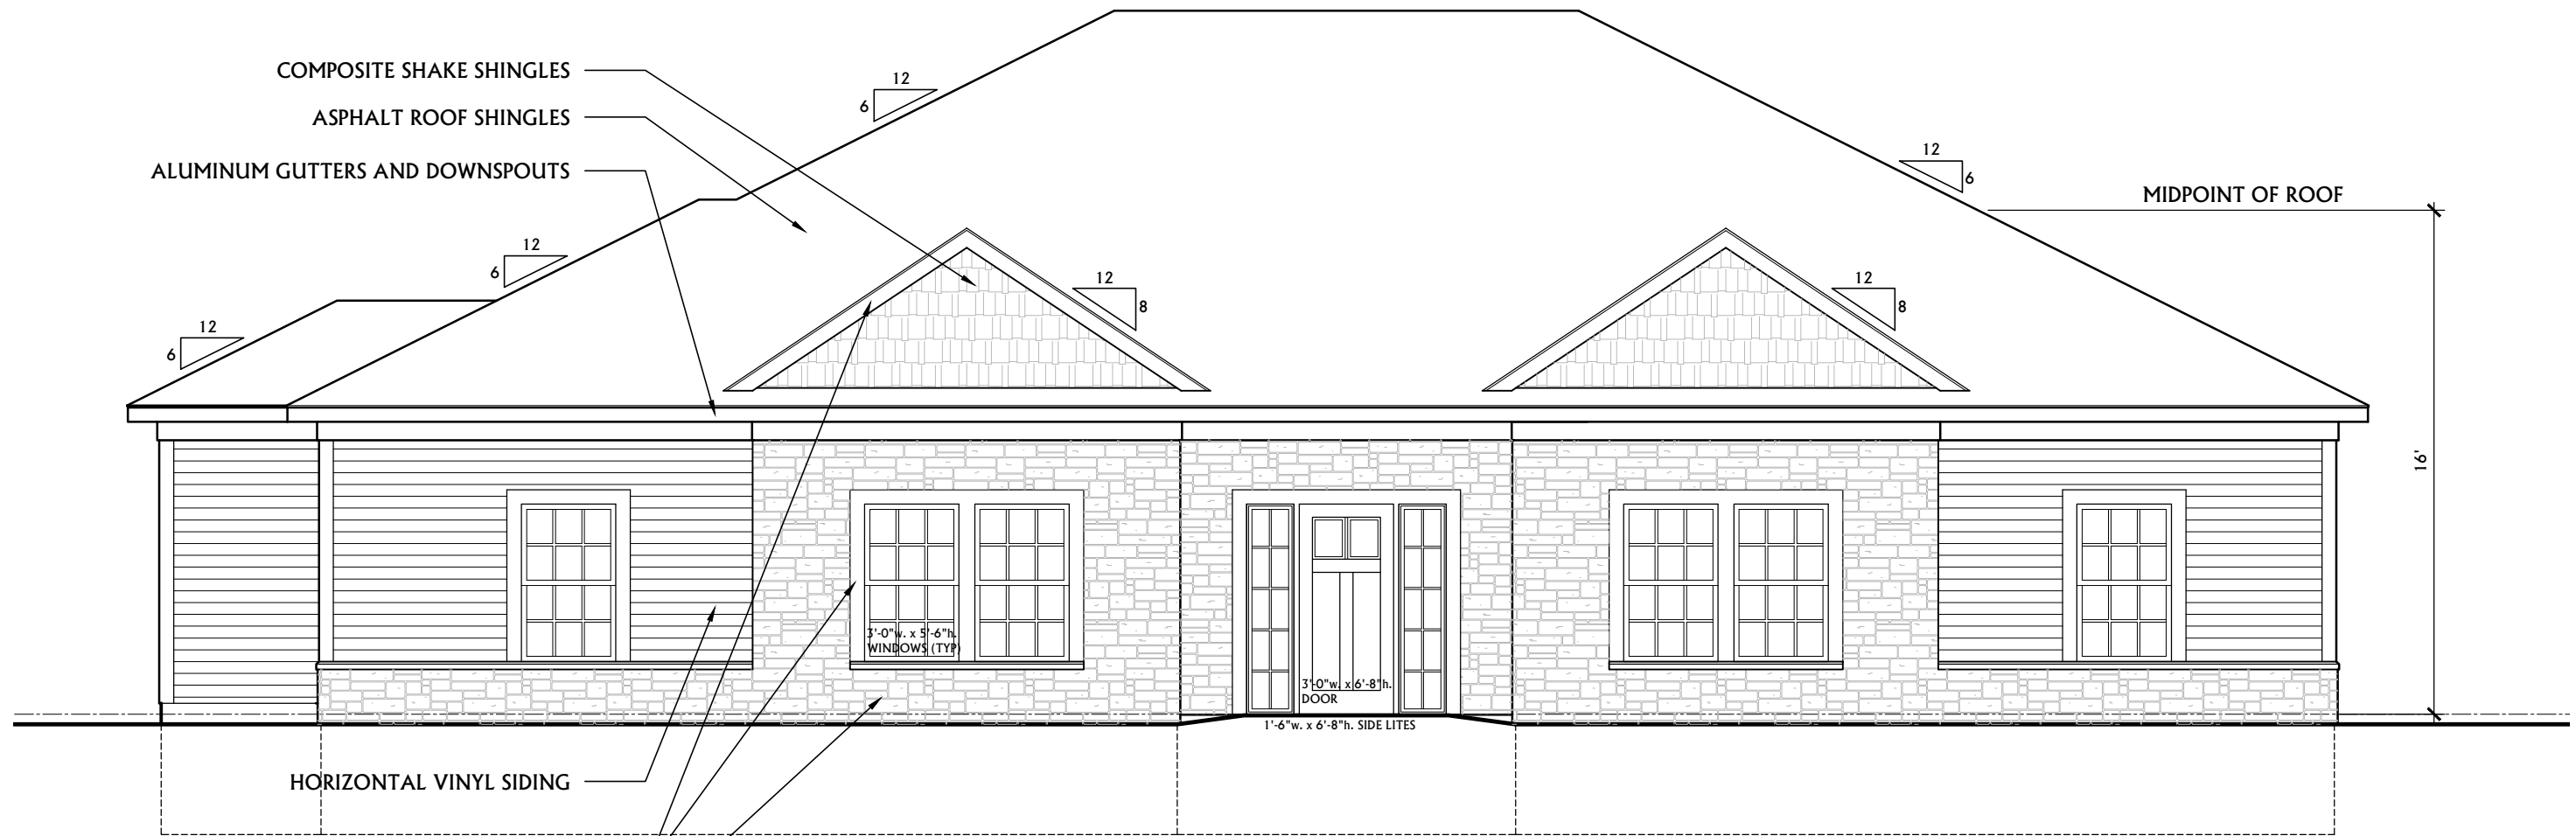 COMPOSITE SHAKE SHINGLES
ASPHALT ROOF SHINGLES
ALUMINUM GUTTERS AND DOWNSPOUTS
12
6
12
6
MIDPOINT OF ROOF
12
6
12
8
12
8
12
6
16'
3'-0"w. x 5'-6"h.
WINDOWS (TYP)
3'-0"w. x 6'-8"h.
DOOR
1'-6"w. x 6'-8"h. SIDE LITES
HORIZONTAL VINYL SIDING